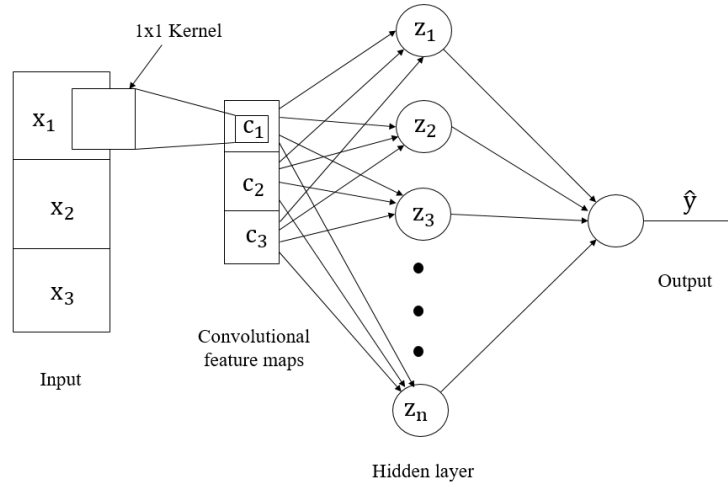 1x1 Kernel
x₁
x₂
x₃
Input
c₁
c₂
c₃
Convolutional
feature maps
z₁
z₂
z₃
zₙ
Hidden layer
ŷ
Output